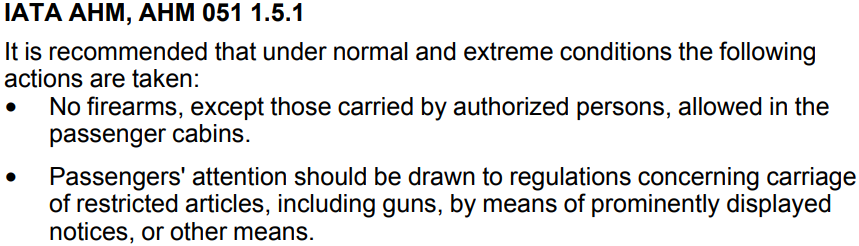 IATA AHM, AHM 051 1.5.1
It is recommended that under normal and extreme conditions the following
actions are taken:
• No firearms, except those carried by authorized persons, allowed in the
passenger cabins.
• Passengers' attention should be drawn to regulations concerning carriage
of restricted articles, including guns, by means of prominently displayed
notices, or other means.